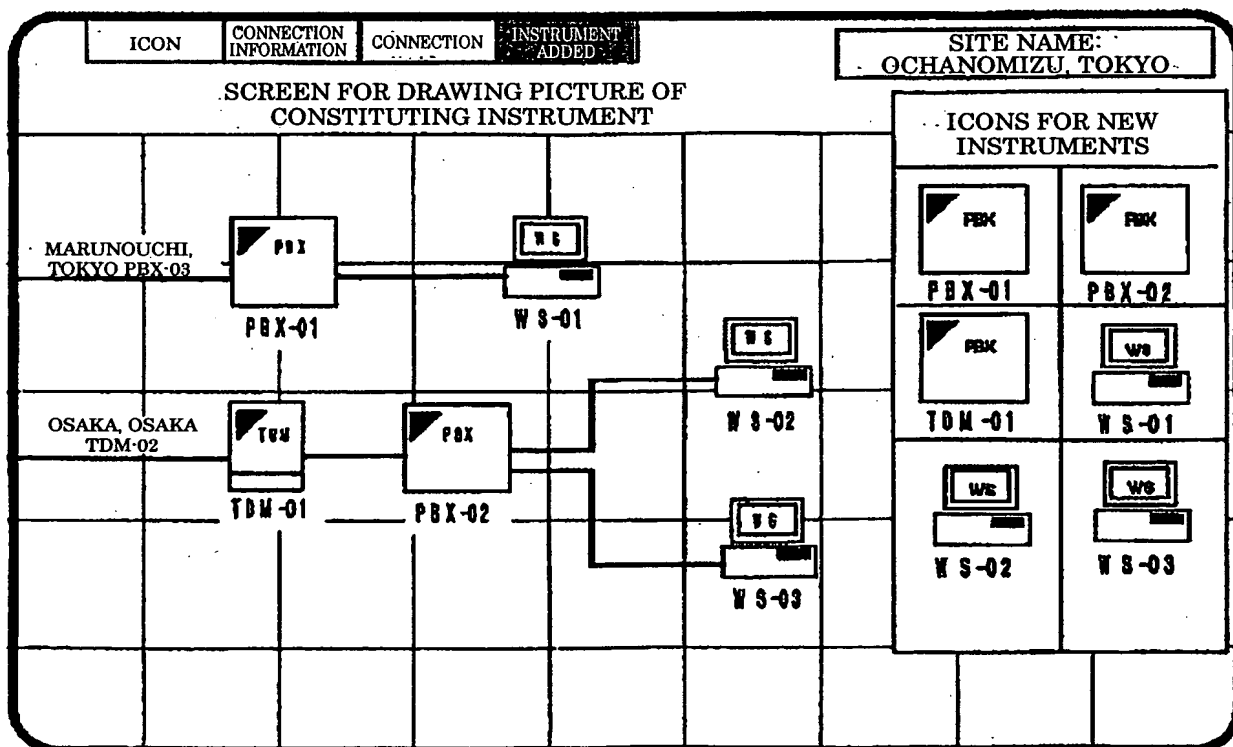 ICON
CONNECTION
INFORMATION
CONNECTION
INSTRUMENT
ADDED
SITE NAME:
OCHANOMIZU, TOKYO
SCREEN FOR DRAWING PICTURE OF
CONSTITUTING INSTRUMENT
ICONS FOR NEW
INSTRUMENTS
MARUNOUCHI,
TOKYO PBX-03
PBX
PBX-01
WS
WS-01
WS
WS-02
OSAKA, OSAKA
TDM-02
TDM
TDM-01
PBX
PBX-02
WS
WS-03
PBX
PBX-01
PBX
PBX-02
PBX
TDM-01
WS
WS-01
WS
WS-02
WS
WS-03